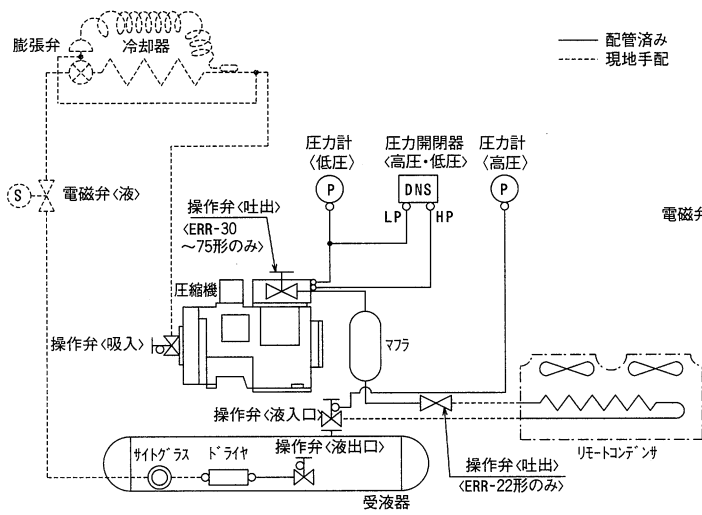 膨張弁
冷却器
配管済み
現地手配
圧力計
〈低圧〉
圧力開閉器
〈高圧・低圧〉
圧力計
〈高圧〉
P
DNS
P
LP
HP
S
電磁弁〈液〉
操作弁〈吐出〉
〈ERR-30
～75形のみ〉
電磁弁
圧縮機
操作弁〈吸入〉
マフラ
操作弁〈液入口〉
リモートコンデンサ
サイトグラス
ドライヤ
操作弁〈液出口〉
操作弁〈吐出〉
〈ERR-22形のみ〉
受液器